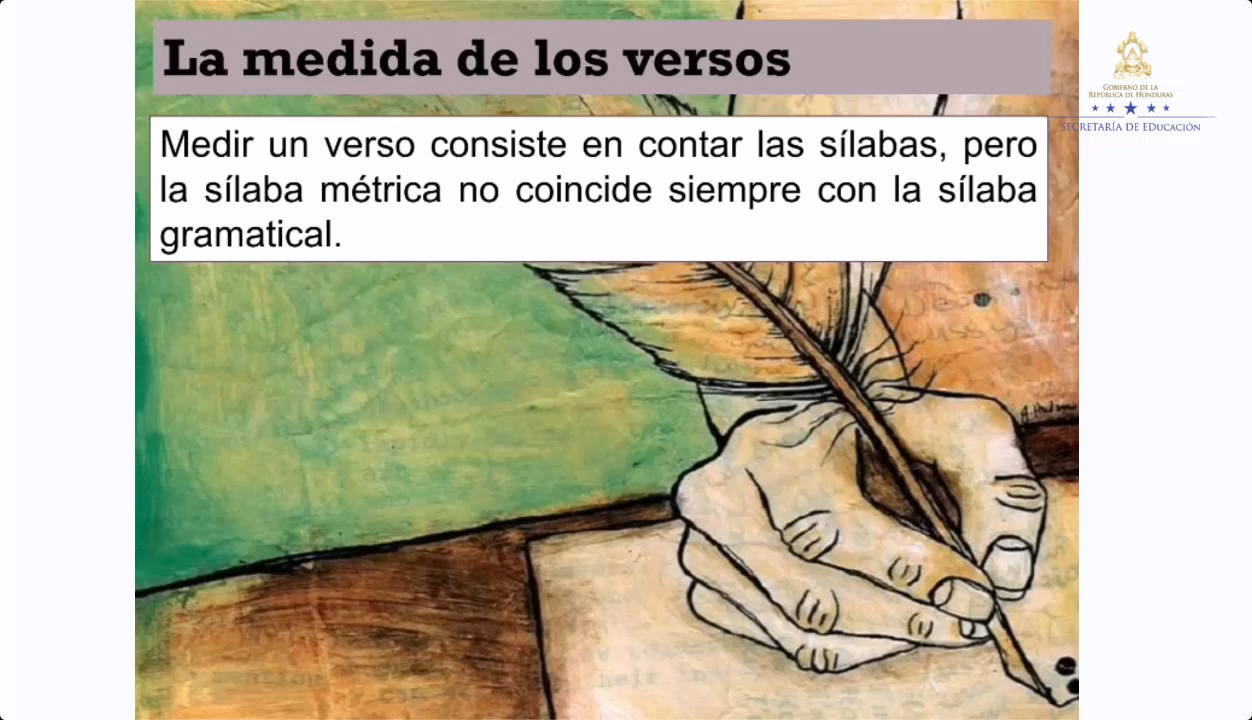 La medida de los versos
Medir un verso consiste en contar las sílabas, pero
la sílaba métrica no coincide siempre con la sílaba
gramatical.
GOBIERNO DE LA
REPÚBLICA DE HONDURAS
SECRETARÍA DE EDUCACIÓN